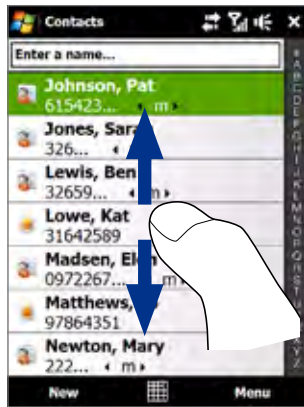 Contacts
Enter a name...
Johnson, Pat
615423... m
Jones, Sara
326...
Lewis, Ben
32659... m
Lowe, Kat
31642589
Madsen,
0972267... m
Matthews,
97864351
Newton, Mary
222... m
New Menu